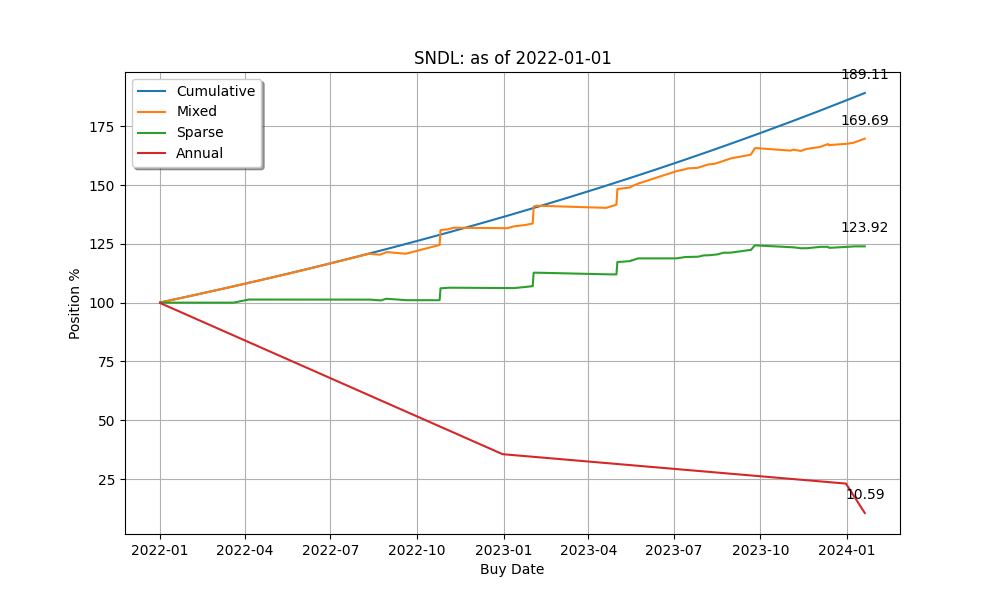 SNDL: as of 2022-01-01
Cumulative
Mixed
Sparse
Annual
189.11
169.69
123.92
10.59
175
150
125
100
75
50
25
Position %
2022-01 2022-04 2022-07 2022-10 2023-01 2023-04 2023-07 2023-10 2024-01
Buy Date